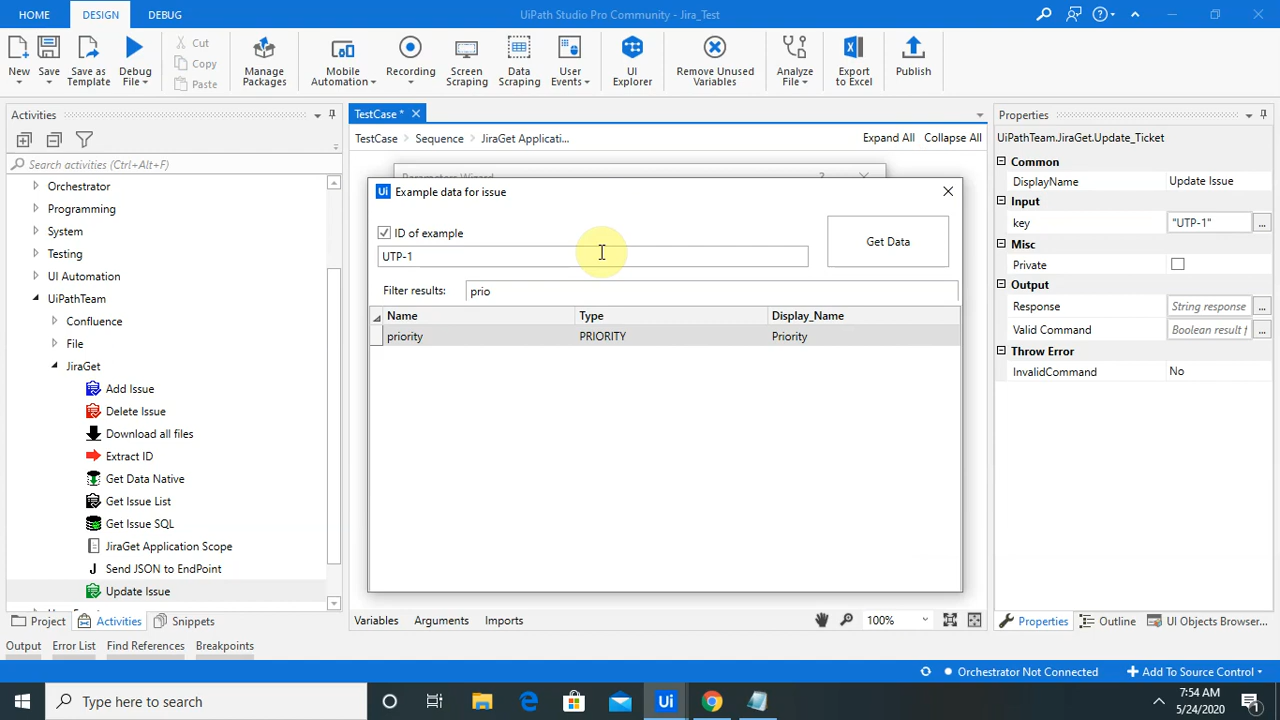 HOME
DESIGN
DEBUG
UiPath Studio Pro Community - Jira_Test
New
Save
Save as Template
Debug File
Cut
Copy
Paste
Manage Packages
Mobile Automation
Recording
Screen Scraping
Data Scraping
User Events
UI Explorer
Remove Unused Variables
Analyze File
Export to Excel
Publish
Activities
Search activities (Ctrl+Alt+F)
Orchestrator
Programming
System
Testing
UI Automation
UiPathTeam
Confluence
File
JiraGet
Add Issue
Delete Issue
Download all files
Extract ID
Get Data Native
Get Issue List
Get Issue SQL
JiraGet Application Scope
Send JSON to EndPoint
Update Issue
Project
Activities
Snippets
TestCase *
TestCase > Sequence > JiraGet Applicati...
Expand All
Collapse All
Parameters Wizard
Example data for issue
ID of example
UTP-1
Get Data
Filter results:
prio
Name Type Display_Name
priority PRIORITY Priority
Variables
Arguments
Imports
100%
Properties
UiPathTeam.JiraGet.Update_Ticket
Common
DisplayName Update Issue
Input
key "UTP-1" ...
Misc
Private
Output
Response String response ...
Valid Command Boolean result f ...
Throw Error
InvalidCommand No
Properties
Outline
UI Objects Browser...
Output
Error List
Find References
Breakpoints
Orchestrator Not Connected
Add To Source Control
Type here to search
7:54 AM
5/24/2020
1